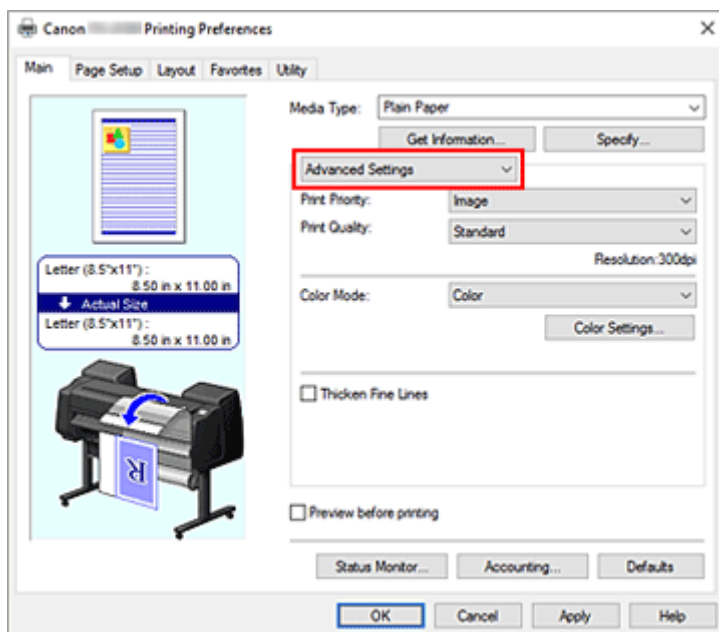 Canon Printing Preferences
Main Page Setup Layout Favorites Utility
Media Type: Plain Paper
Get Information... Specify...
Advanced Settings
Print Priority: Image
Print Quality: Standard
Resolution:300dpi
Color Mode: Color
Color Settings...
Thicken Fine Lines
Letter (8.5"x11") :
8.50 in x 11.00 in
Actual Size
Letter (8.5"x11") :
8.50 in x 11.00 in
R
Preview before printing
Status Monitor... Accounting... Defaults
OK Cancel Apply Help